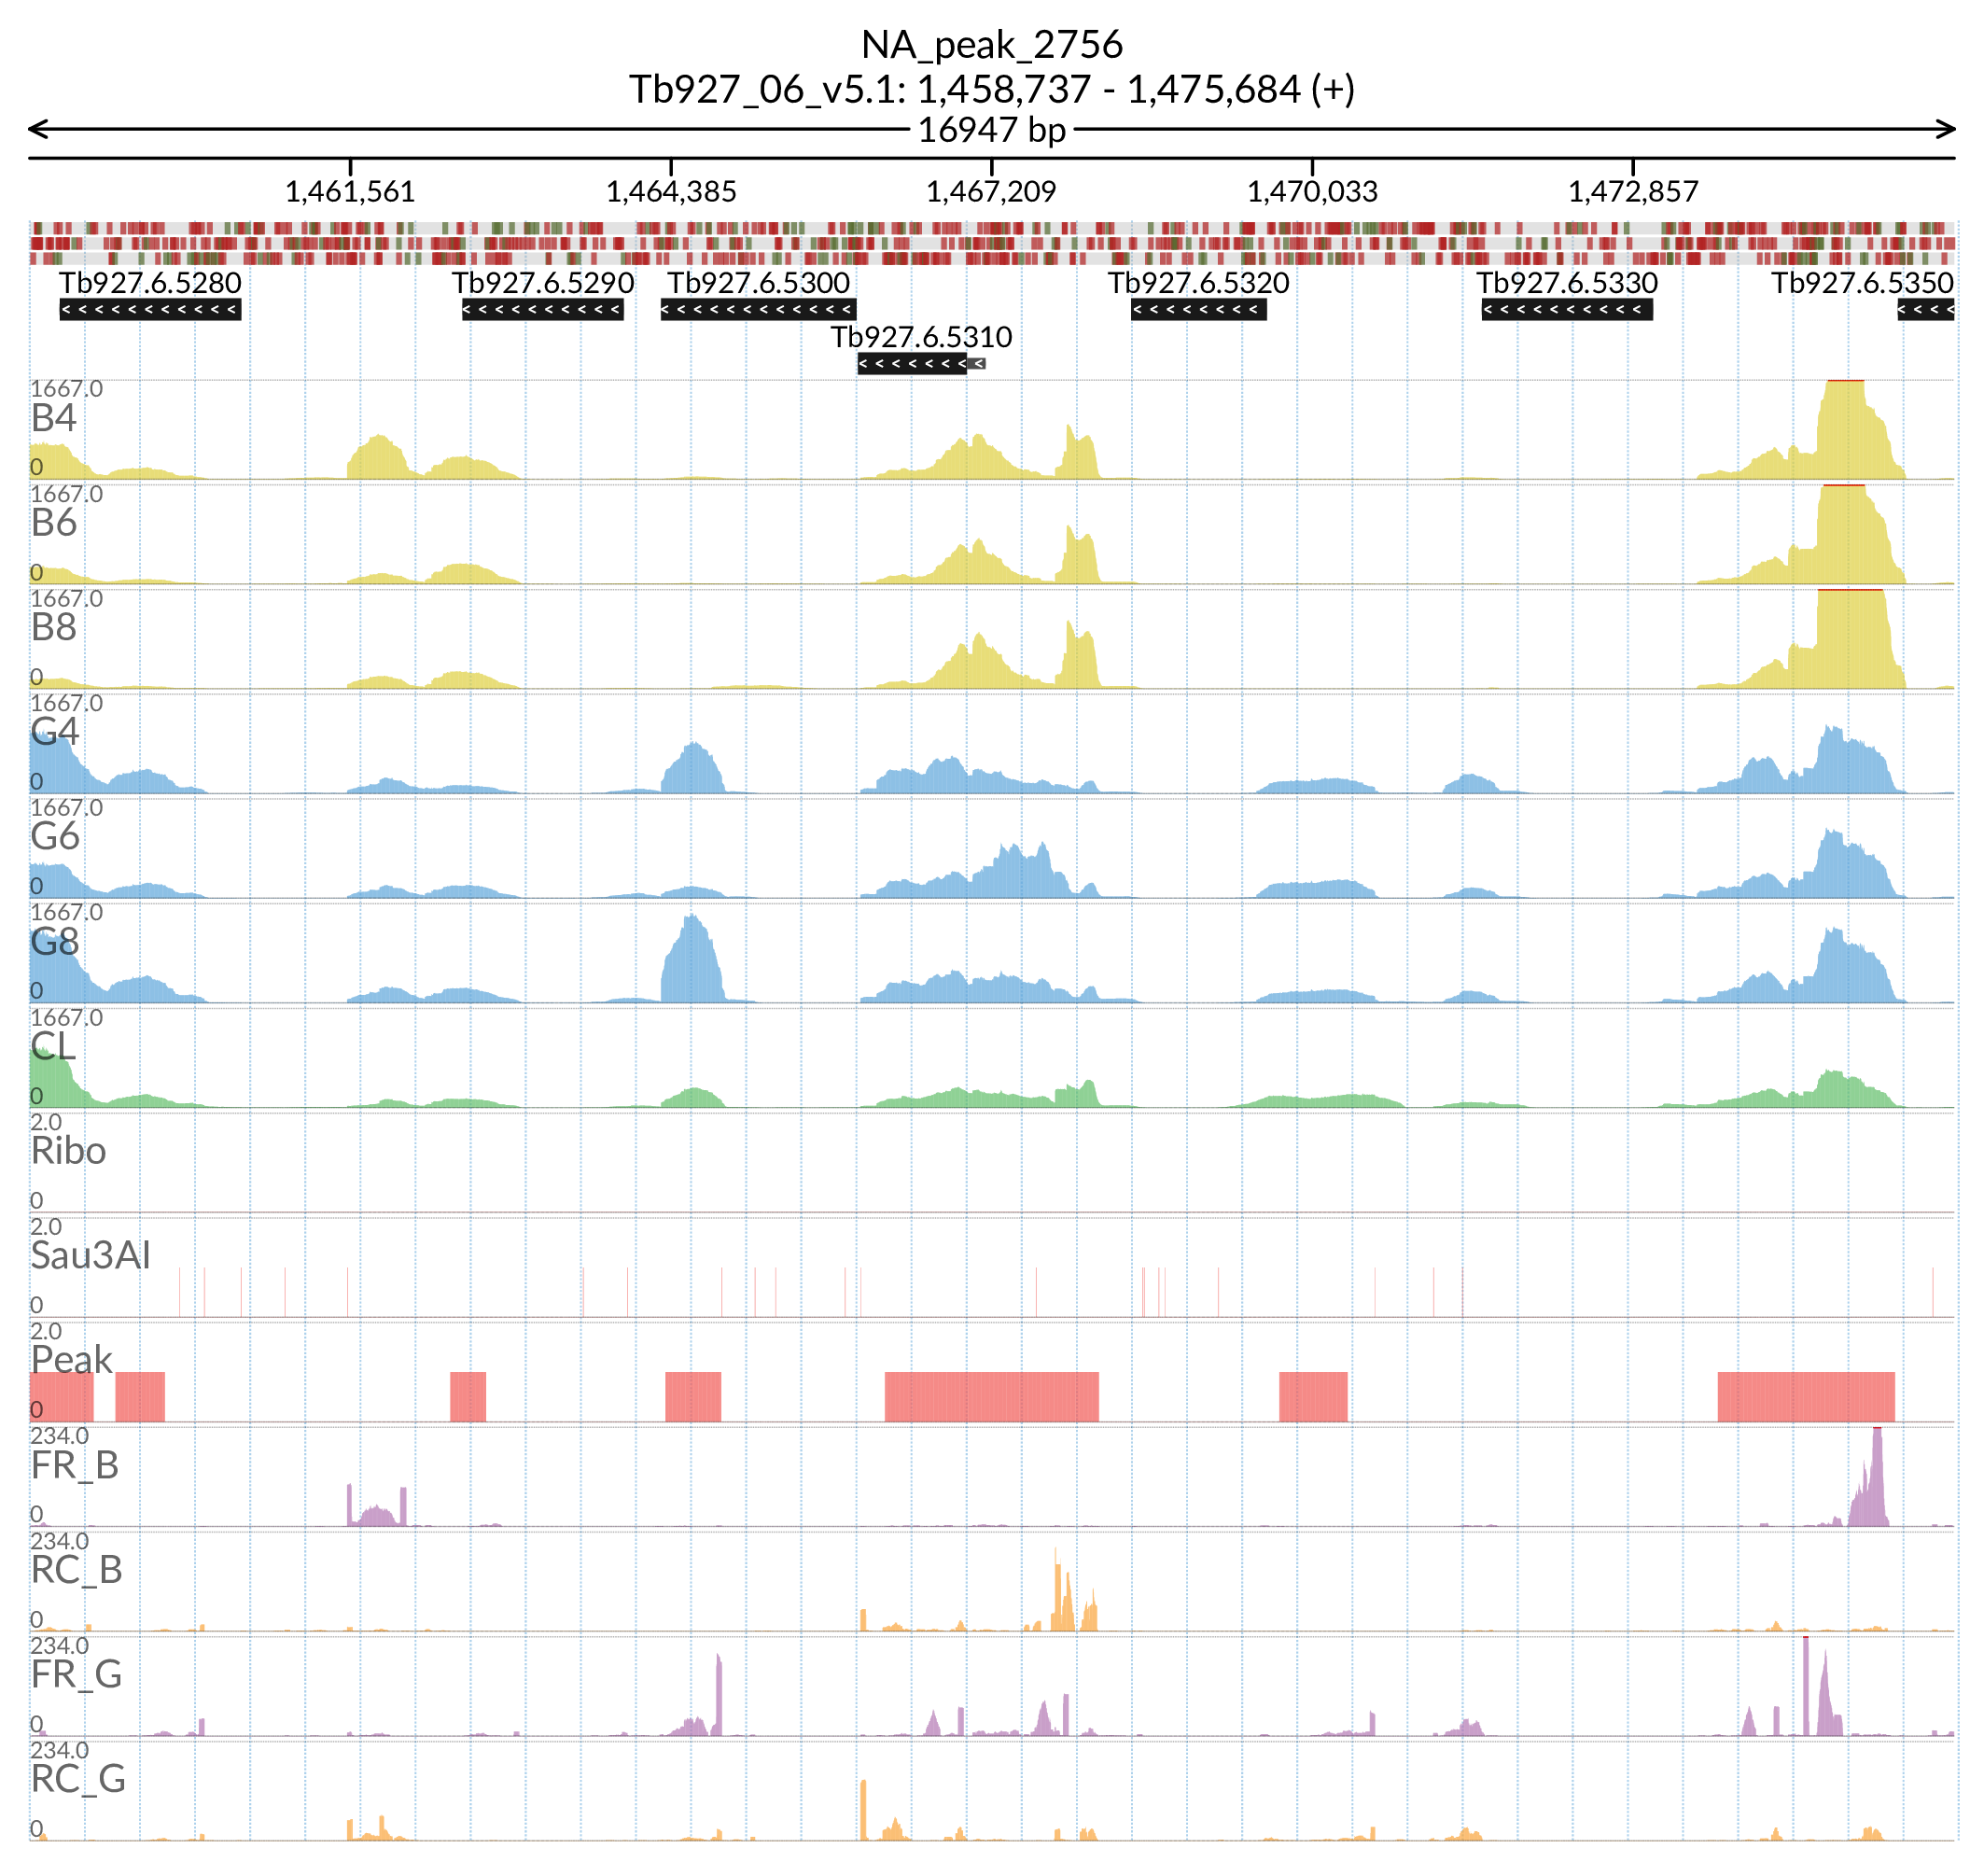 NA_peak_2756
Tb927_06_v5.1: 1,458,737 - 1,475,684 (+)
16947 bp
1,461,561 1,464,385 1,467,209 1,470,033 1,472,857
Tb927.6.5280 Tb927.6.5290 Tb927.6.5300 Tb927.6.5320 Tb927.6.5330 Tb927.6.5350
Tb927.6.5310
1667.0
B4
0
1667.0
B6
0
1667.0
B8
0
1667.0
G4
0
1667.0
G6
0
1667.0
G8
0
1667.0
CL
0
2.0
Ribo
0
2.0
Sau3AI
0
2.0
Peak
0
234.0
FR_B
0
234.0
RC_B
0
234.0
FR_G
0
234.0
RC_G
0